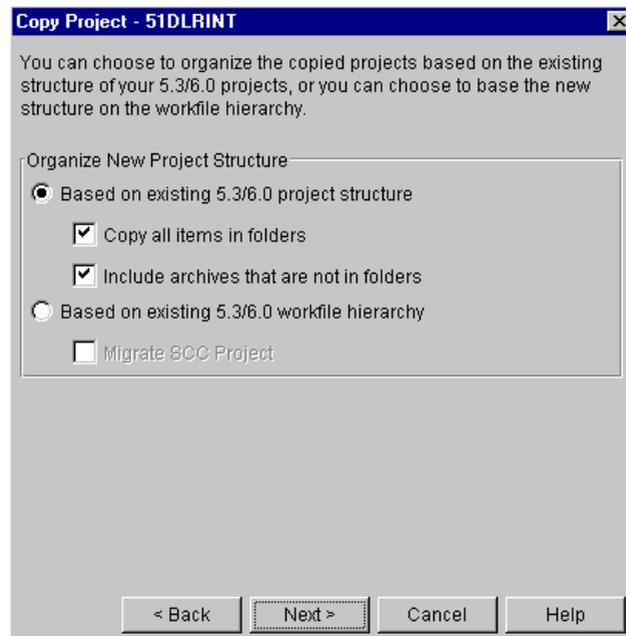 Copy Project - 51DLRINT
You can choose to organize the copied projects based on the existing
structure of your 5.3/6.0 projects, or you can choose to base the new
structure on the workfile hierarchy.
Organize New Project Structure
Based on existing 5.3/6.0 project structure
Copy all items in folders
Include archives that are not in folders
Based on existing 5.3/6.0 workfile hierarchy
Migrate SCC Project
< Back
Next >
Cancel
Help